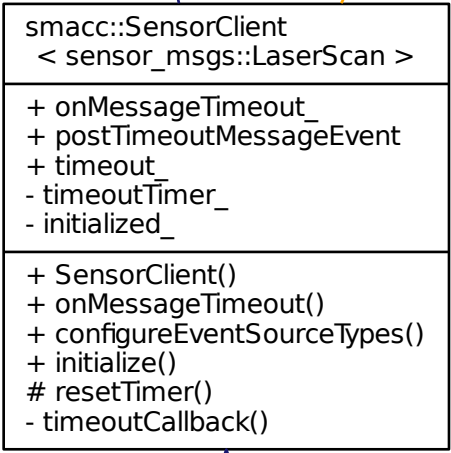 smacc::SensorClient
< sensor_msgs::LaserScan >
+ onMessageTimeout_
+ postTimeoutMessageEvent
+ timeout_
- timeoutTimer_
- initialized_
+ SensorClient()
+ onMessageTimeout()
+ configureEventSourceTypes()
+ initialize()
# resetTimer()
- timeoutCallback()